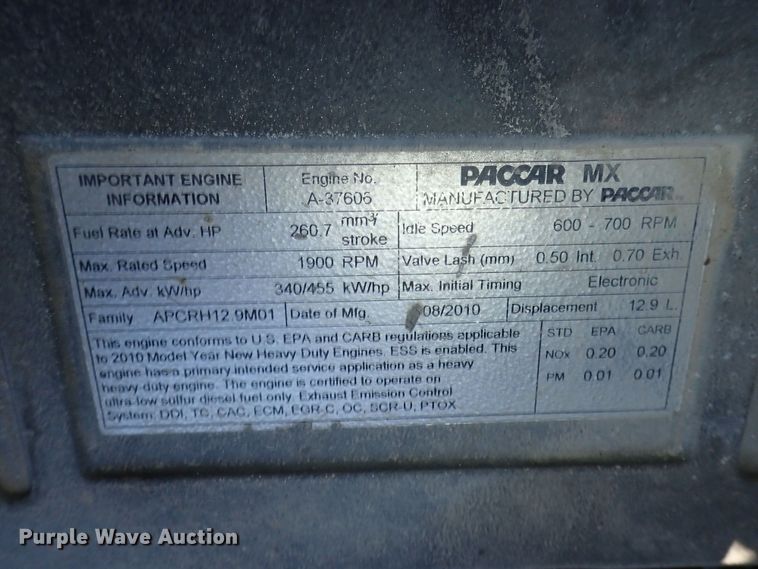 IMPORTANT ENGINE INFORMATION
Engine No. A-37606
PACCAR MX
MANUFACTURED BY PACCAR
Fuel Rate at Adv. HP 260.7 mm³/stroke
Idle Speed 600 - 700 RPM
Max. Rated Speed 1900 RPM
Valve Lash (mm) 0.50 Int. 0.70 Exh.
Max. Adv. kW/hp 340/455 kW/hp
Max. Initial Timing Electronic
Family APCRH12.9M01
Date of Mfg. 08/2010
Displacement 12.9 L.
This engine conforms to U.S. EPA and CARB regulations applicable
to 2010 Model Year New Heavy Duty Engines. ESS is enabled. This
engine has a primary intended service application as a heavy
heavy-duty engine. The engine is certified to operate on
ultra-low sulfur diesel fuel only. Exhaust Emission Control
System: DDI, TC, CAC, ECM, EGR-C, OC, SCR-U, PTOX
STD EPA CARB
NOx 0.20 0.20
PM 0.01 0.01
Purple Wave Auction